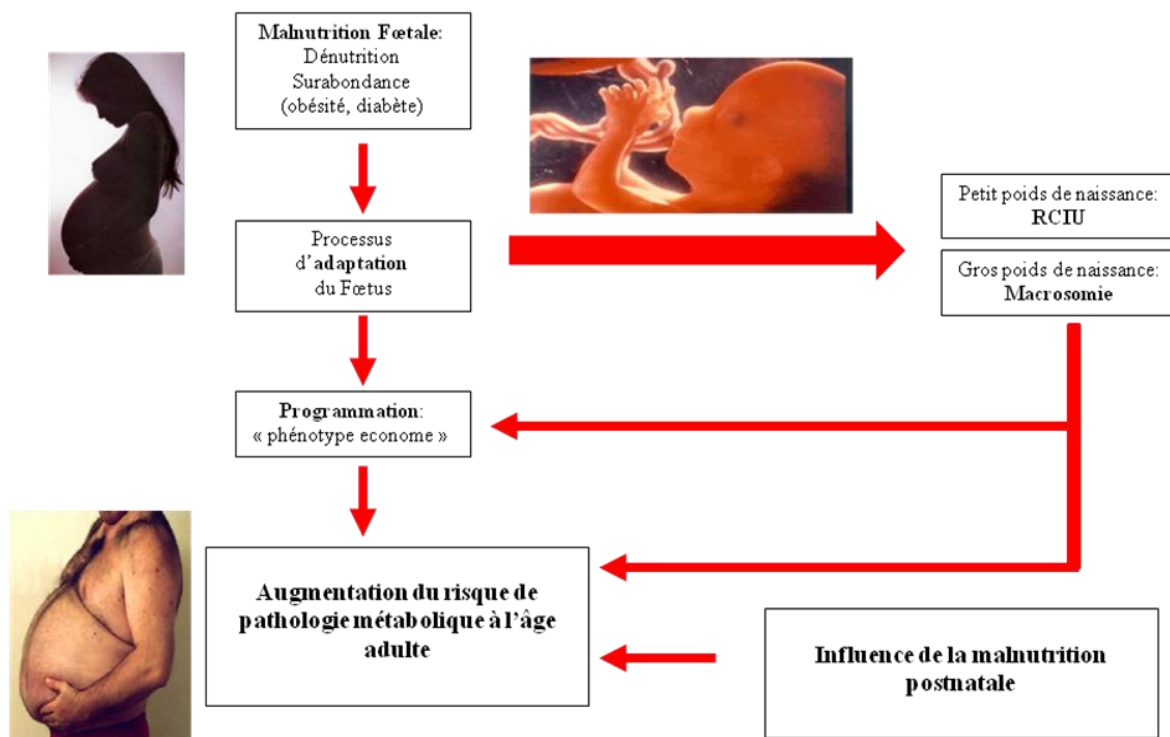 Malnutrition Fœtale:
Dénutrition
Surabondance
(obésité, diabète)
Processus
d'adaptation
du Fœtus
Petit poids de naissance:
RCIU
Gros poids de naissance:
Macrosomie
Programmation:
« phénotype econome »
Augmentation du risque de
pathologie métabolique à l'âge
adulte
Influence de la malnutrition
postnatale